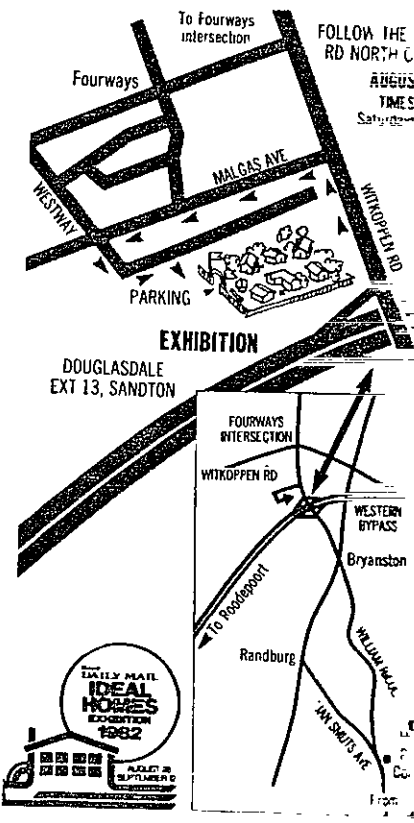 To Fourways
intersection
FOLLOW THE
RD NORTH
AUGUS
TIMES
Saturday
Fourways
MALGAS AVE
WESTWAY
WITKOPPEN RD
PARKING
EXHIBITION
DOUGLASDALE
EXT 13, SANDTON
FOURWAYS
INTERSECTION
WITKOPPEN RD
WESTERN
BYPASS
Bryanston
To Roodepoort
Randburg
WILLIAM
JAN SMUTS AVE
From
DAILY MAIL
IDEAL
HOMES
EXHIBITION
1982
AUGUST 28
SEPTEMBER 12